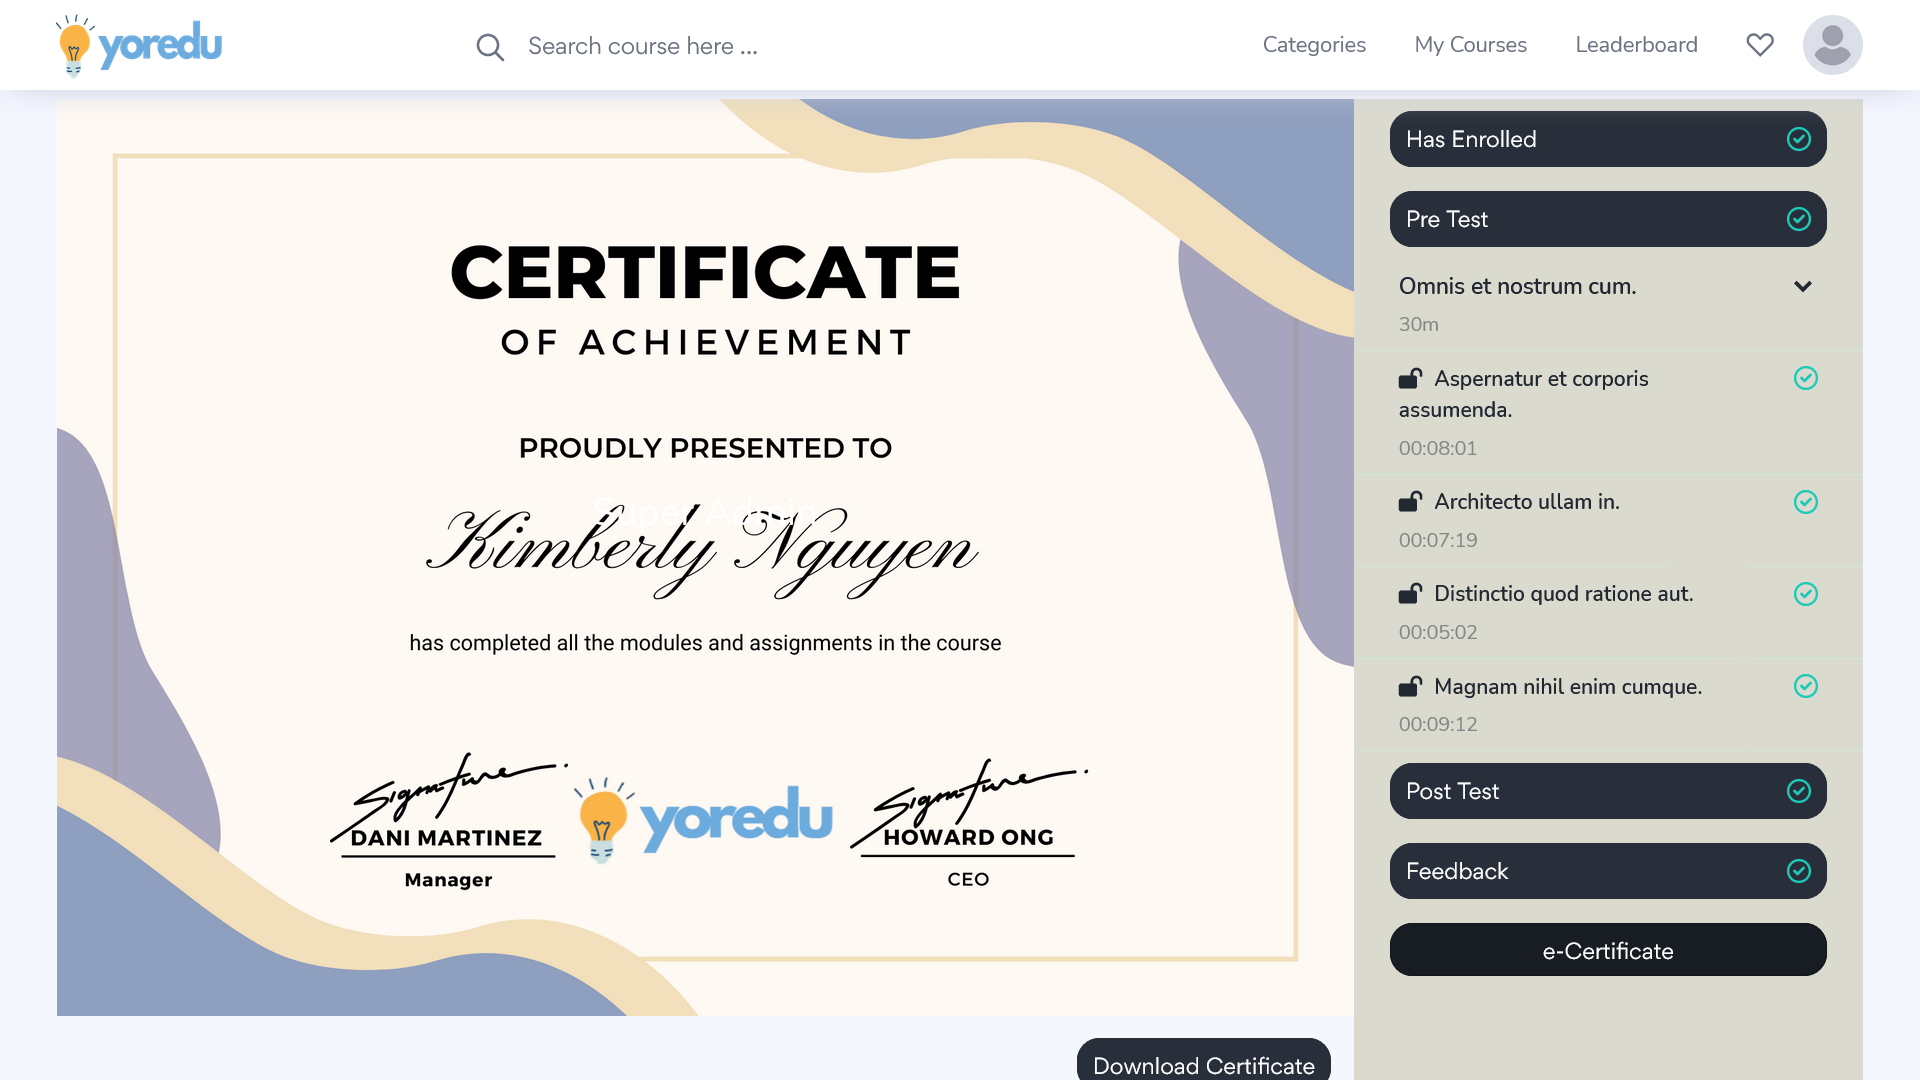 yoredu
Search course here ...
Categories
My Courses
Leaderboard
CERTIFICATE
OF ACHIEVEMENT
PROUDLY PRESENTED TO
Super Admin
Kimberly Nguyen
has completed all the modules and assignments in the course
Signature
DANI MARTINEZ
Manager
yoredu
Signature
HOWARD ONG
CEO
Download Certificate
Has Enrolled
Pre Test
Omnis et nostrum cum.
30m
Aspernatur et corporis
assumenda.
00:08:01
Architecto ullam in.
00:07:19
Distinctio quod ratione aut.
00:05:02
Magnam nihil enim cumque.
00:09:12
Post Test
Feedback
e-Certificate